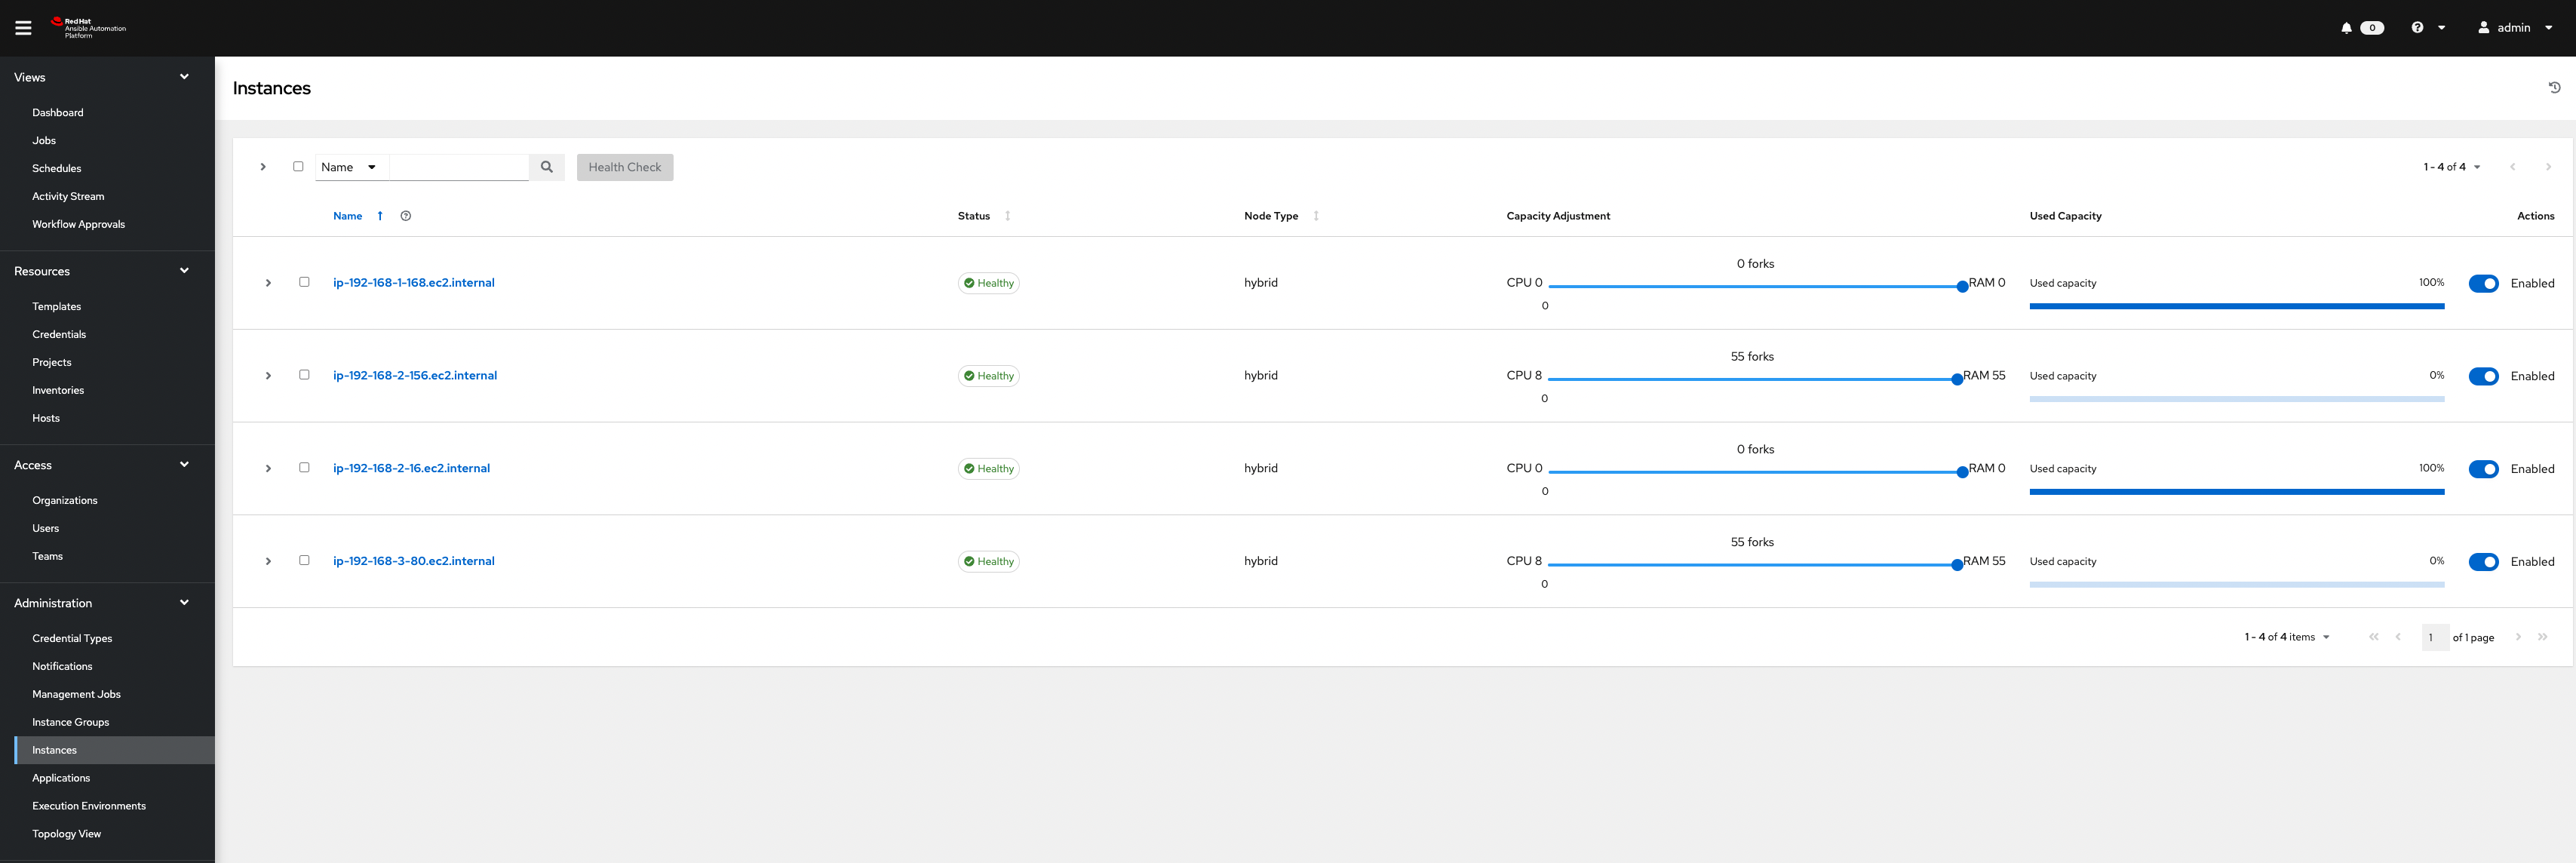 Red Hat
Ansible Automation
Platform
0
admin
Views
Dashboard
Jobs
Schedules
Activity Stream
Workflow Approvals
Resources
Templates
Credentials
Projects
Inventories
Hosts
Access
Organizations
Users
Teams
Administration
Credential Types
Notifications
Management Jobs
Instance Groups
Instances
Applications
Execution Environments
Topology View
Instances
Name Health Check 1 - 4 of 4
Name Status Node Type Capacity Adjustment Used Capacity Actions
0 forks
ip-192-168-1-168.ec2.internal Healthy hybrid CPU 0 RAM 0 Used capacity 100% Enabled
0
55 forks
ip-192-168-2-156.ec2.internal Healthy hybrid CPU 8 RAM 55 Used capacity 0% Enabled
0
0 forks
ip-192-168-2-16.ec2.internal Healthy hybrid CPU 0 RAM 0 Used capacity 100% Enabled
0
55 forks
ip-192-168-3-80.ec2.internal Healthy hybrid CPU 8 RAM 55 Used capacity 0% Enabled
0
1 - 4 of 4 items 1 of 1 page